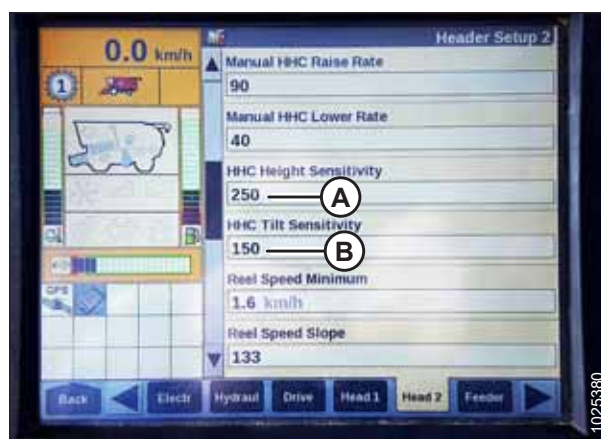 0.0 km/h
Header Setup 2
1
Manual HHC Raise Rate
90
Manual HHC Lower Rate
40
HHC Height Sensitivity
250
A
HHC Tilt Sensitivity
150
B
Reel Speed Minimum
1.6 km/h
Reel Speed Slope
133
GPS
Back
Electr
Hydraul
Drive
Head 1
Head 2
Feeder
1025380